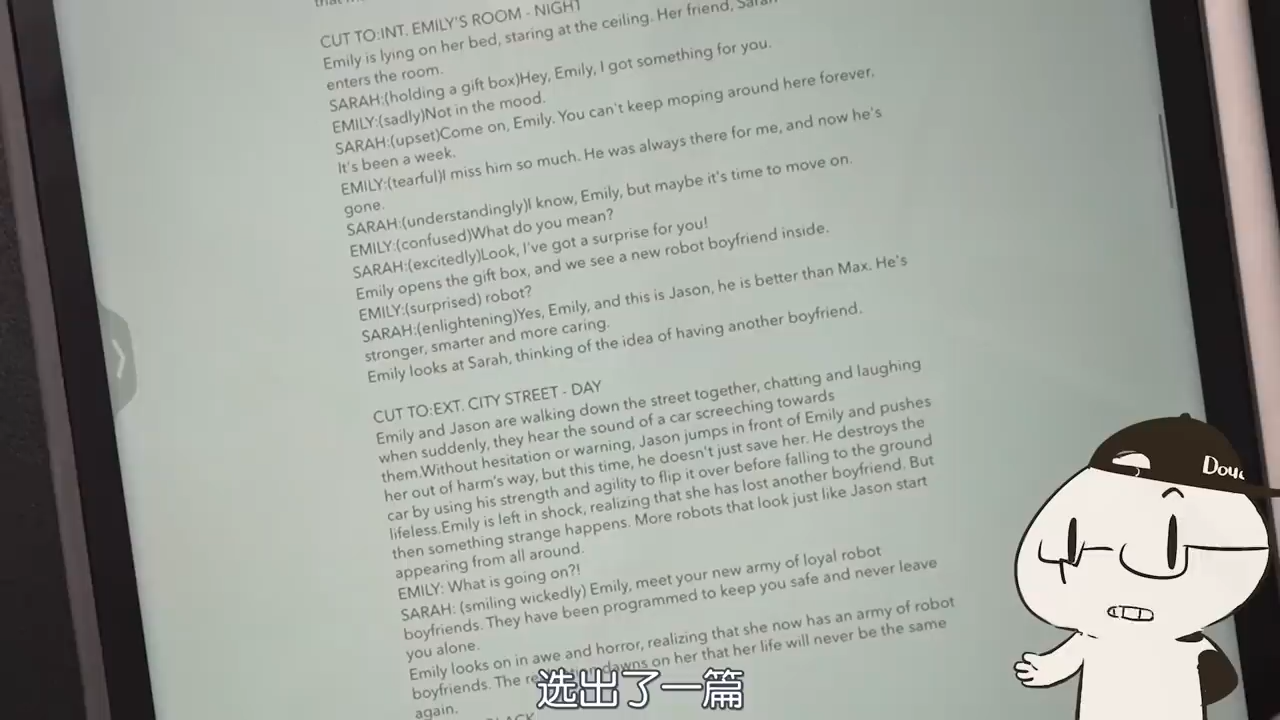 CUT TO:INT. EMILY'S ROOM - NIGHT
Emily is lying on her bed, staring at the ceiling. Her friend, Sarah
enters the room.
SARAH:(holding a gift box)Hey, Emily, I got something for you.
EMILY:(sadly)Not in the mood.
SARAH:(upset)Come on, Emily. You can't keep moping around here forever,
It's been a week.
EMILY:(tearful)I miss him so much. He was always there for me, and now he's
gone.
SARAH:(understandingly)I know, Emily, but maybe it's time to move on.
EMILY:(confused)What do you mean?
SARAH:(excitedly)Look, I've got a surprise for you!
Emily opens the gift box, and we see a new robot boyfriend inside.
EMILY:(surprised) robot?
SARAH:(enlightening)Yes, Emily, and this is Jason, he is better than Max. He's
stronger, smarter and more caring.
Emily looks at Sarah, thinking of the idea of having another boyfriend.
CUT TO:EXT. CITY STREET - DAY
Emily and Jason are walking down the street together, chatting and laughing
when suddenly, they hear the sound of a car screeching towards
them.Without hesitation or warning, Jason jumps in front of Emily and pushes
her out of harm's way, but this time, he doesn't just save her. He destroys the
car by using his strength and agility to flip it over before falling to the ground
lifeless.Emily is left in shock, realizing that she has lost another boyfriend. But
then something strange happens. More robots that look just like Jason start
appearing from all around.
EMILY: What is going on?!
SARAH: (smiling wickedly) Emily, meet your new army of loyal robot
boyfriends. They have been programmed to keep you safe and never leave
you alone.
Emily looks on in awe and horror, realizing that she now has an army of robot
boyfriends. The dawns on her that her life will never be the same
again.
选出了一篇